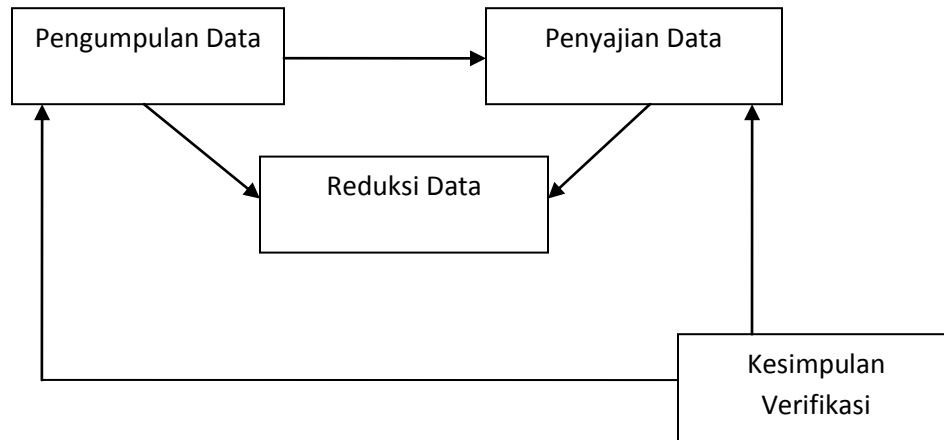 Pengumpulan Data
Penyajian Data
Reduksi Data
Kesimpulan
Verifikasi